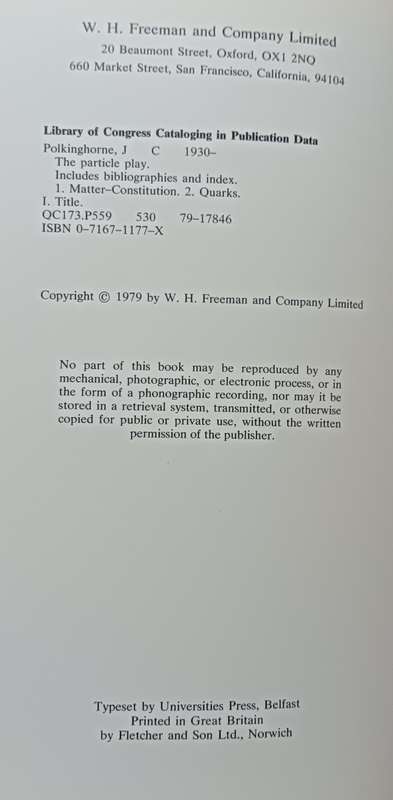 W. H. Freeman and Company Limited
20 Beaumont Street, Oxford, OX1 2NQ
660 Market Street, San Francisco, California, 94104
Library of Congress Cataloging in Publication Data
Polkinghorne, J C 1930–
The particle play.
Includes bibliographies and index.
1. Matter–Constitution. 2. Quarks.
I. Title.
QC173.P559 530 79–17846
ISBN 0–7167–1177–X
Copyright © 1979 by W. H. Freeman and Company Limited
No part of this book may be reproduced by any
mechanical, photographic, or electronic process, or in
the form of a phonographic recording, nor may it be
stored in a retrieval system, transmitted, or otherwise
copied for public or private use, without the written
permission of the publisher.
Typeset by Universities Press, Belfast
Printed in Great Britain
by Fletcher and Son Ltd., Norwich